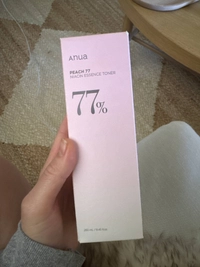 Anua
PEACH 77
NIACIN ESSENCE TONER
77%